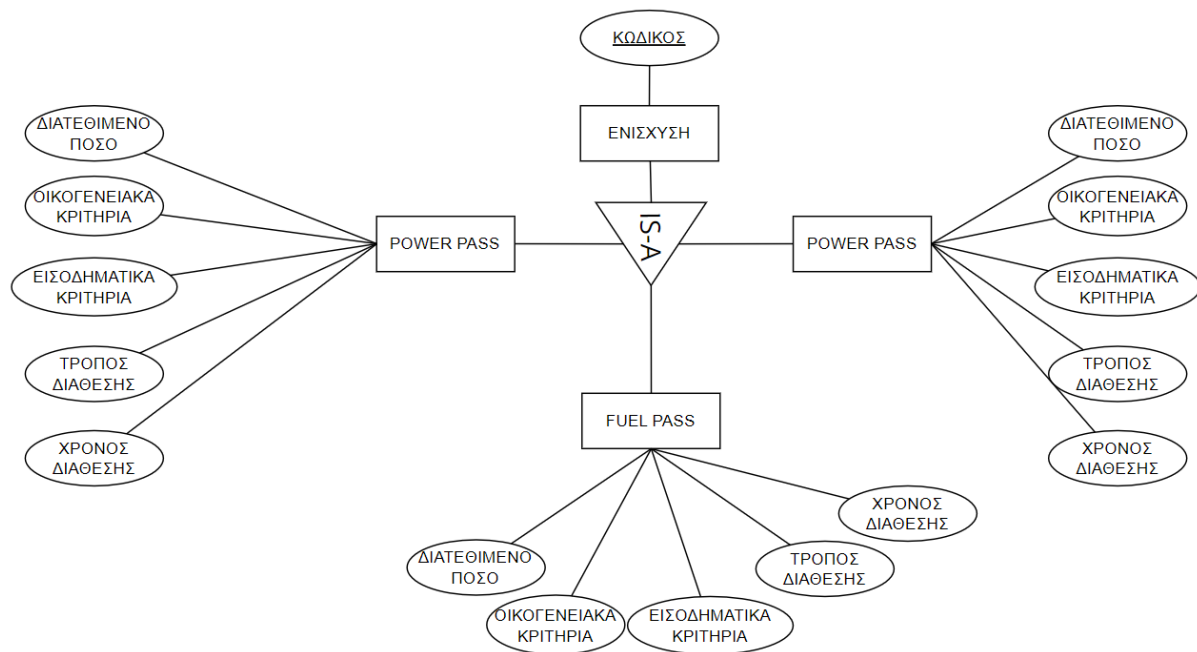 ΚΩΔΙΚΟΣ
ΕΝΙΣΧΥΣΗ
IS-A
ΔΙΑΤΕΘΙΜΕΝΟ
ΠΟΣΟ
ΟΙΚΟΓΕΝΕΙΑΚΑ
ΚΡΙΤΗΡΙΑ
ΕΙΣΟΔΗΜΑΤΙΚΑ
ΚΡΙΤΗΡΙΑ
ΤΡΟΠΟΣ
ΔΙΑΘΕΣΗΣ
ΧΡΟΝΟΣ
ΔΙΑΘΕΣΗΣ
POWER PASS
POWER PASS
ΔΙΑΤΕΘΙΜΕΝΟ
ΠΟΣΟ
ΟΙΚΟΓΕΝΕΙΑΚΑ
ΚΡΙΤΗΡΙΑ
ΕΙΣΟΔΗΜΑΤΙΚΑ
ΚΡΙΤΗΡΙΑ
ΤΡΟΠΟΣ
ΔΙΑΘΕΣΗΣ
ΧΡΟΝΟΣ
ΔΙΑΘΕΣΗΣ
FUEL PASS
ΔΙΑΤΕΘΙΜΕΝΟ
ΠΟΣΟ
ΟΙΚΟΓΕΝΕΙΑΚΑ
ΚΡΙΤΗΡΙΑ
ΕΙΣΟΔΗΜΑΤΙΚΑ
ΚΡΙΤΗΡΙΑ
ΤΡΟΠΟΣ
ΔΙΑΘΕΣΗΣ
ΧΡΟΝΟΣ
ΔΙΑΘΕΣΗΣ